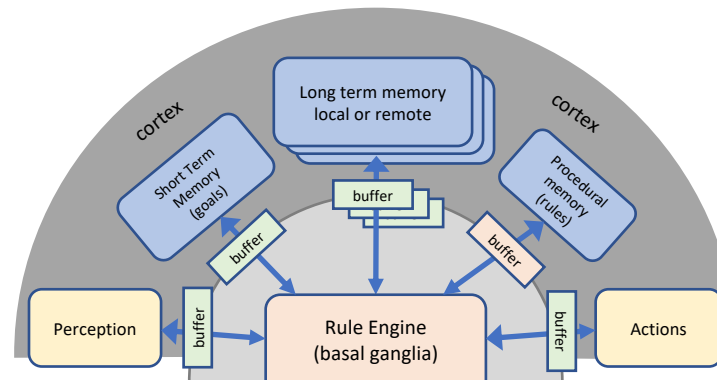 Long term memory
local or remote
cortex
cortex
Short Term
Memory
(goals)
Procedural
memory
(rules)
buffer
buffer
buffer
Perception
buffer
Rule Engine
(basal ganglia)
buffer
Actions